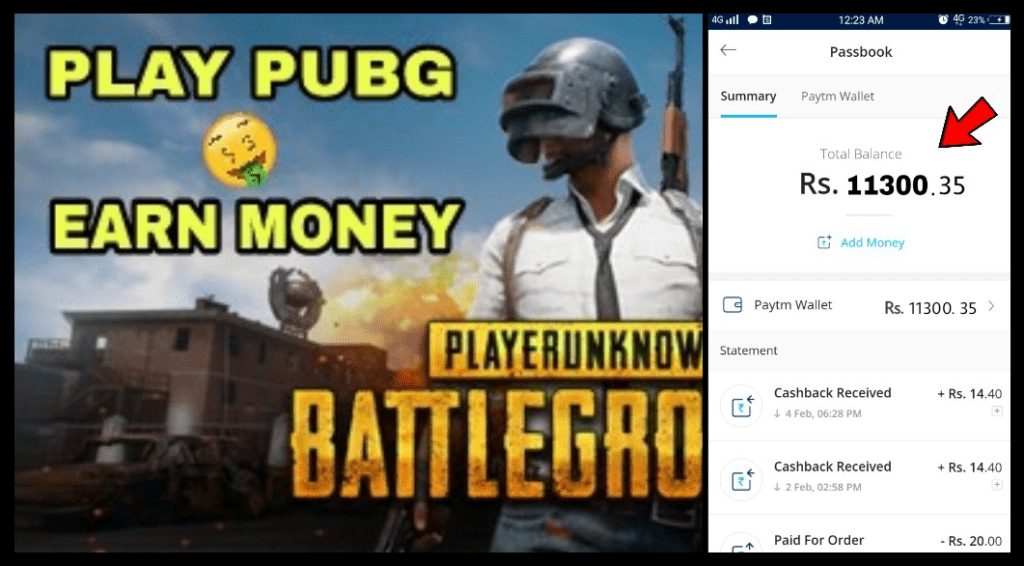 PLAY PUBG
EARN MONEY
PLAYERUNKNOW
BATTLEGRO
4G 12:23 AM 4G 23%
Passbook
Summary Paytm Wallet
Total Balance
Rs. 11300.35
Add Money
Paytm Wallet Rs. 11300. 35
Statement
Cashback Received + Rs. 14.40
4 Feb, 06:28 PM
Cashback Received + Rs. 14.40
2 Feb, 02:58 PM
Paid For Order - Rs. 20.00